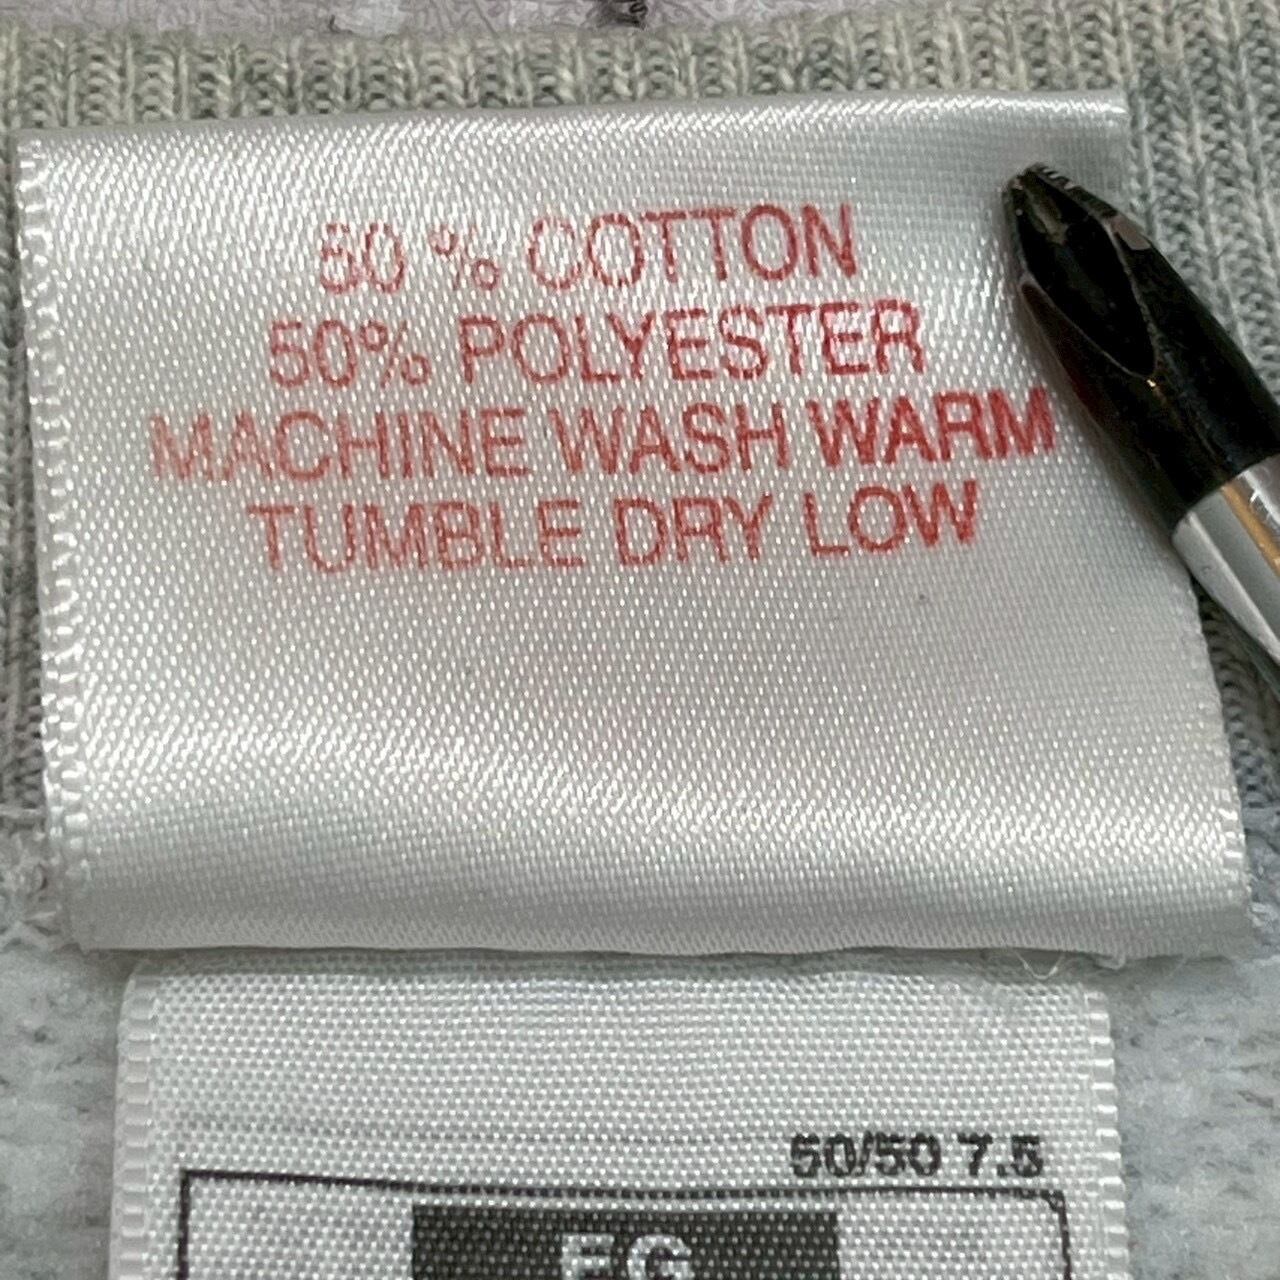 50 % COTTON
50% POLYESTER
MACHINE WASH WARM
TUMBLE DRY LOW
50/50 7.5